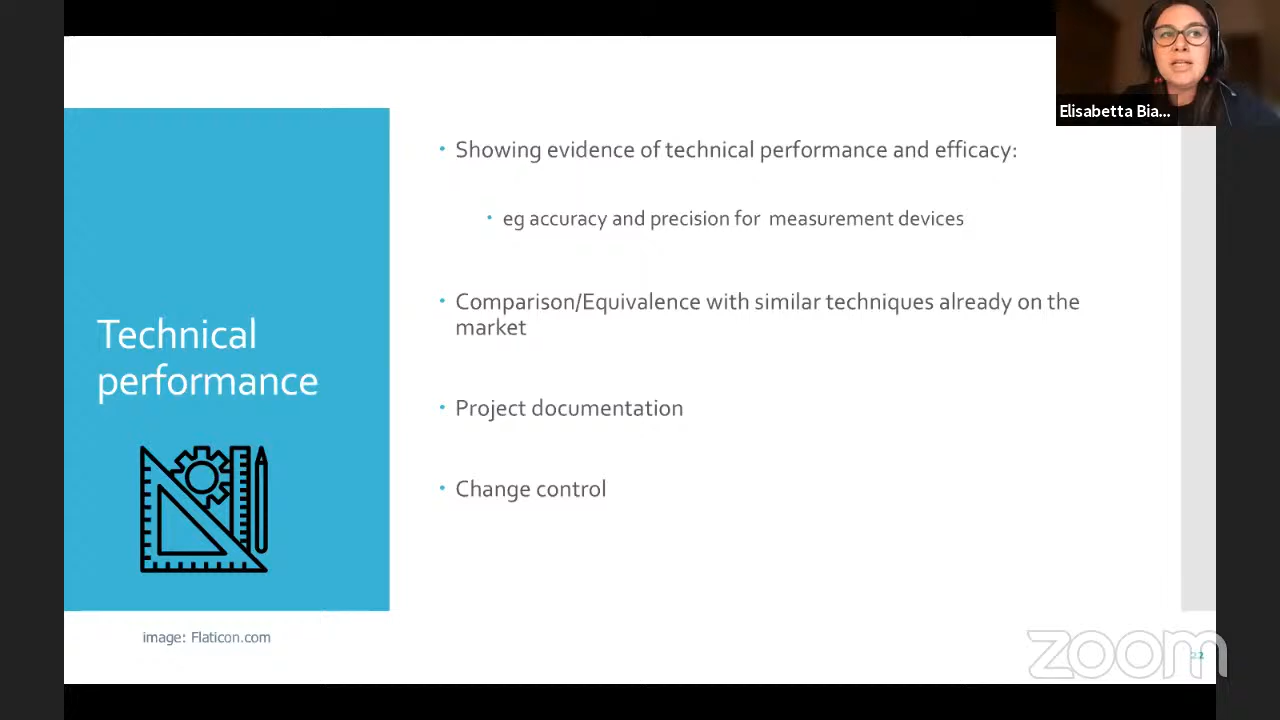 Elisabetta Bia...
• Showing evidence of technical performance and efficacy:
• eg accuracy and precision for measurement devices
• Comparison/Equivalence with similar techniques already on the
market
• Project documentation
• Change control
Technical
performance
image: Flaticon.com
zoom
22